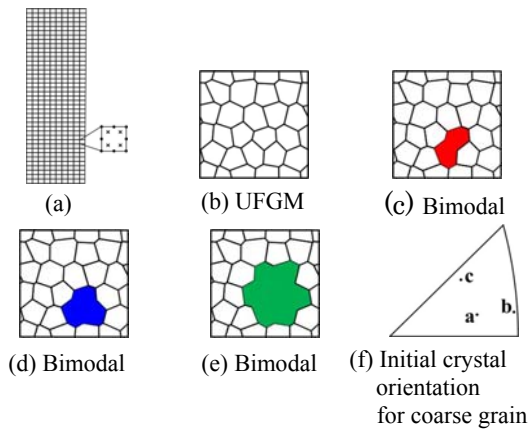 (a)
(b) UFGM
(c) Bimodal
(d) Bimodal
(e) Bimodal
c
a
b
(f) Initial crystal
orientation
for coarse grain